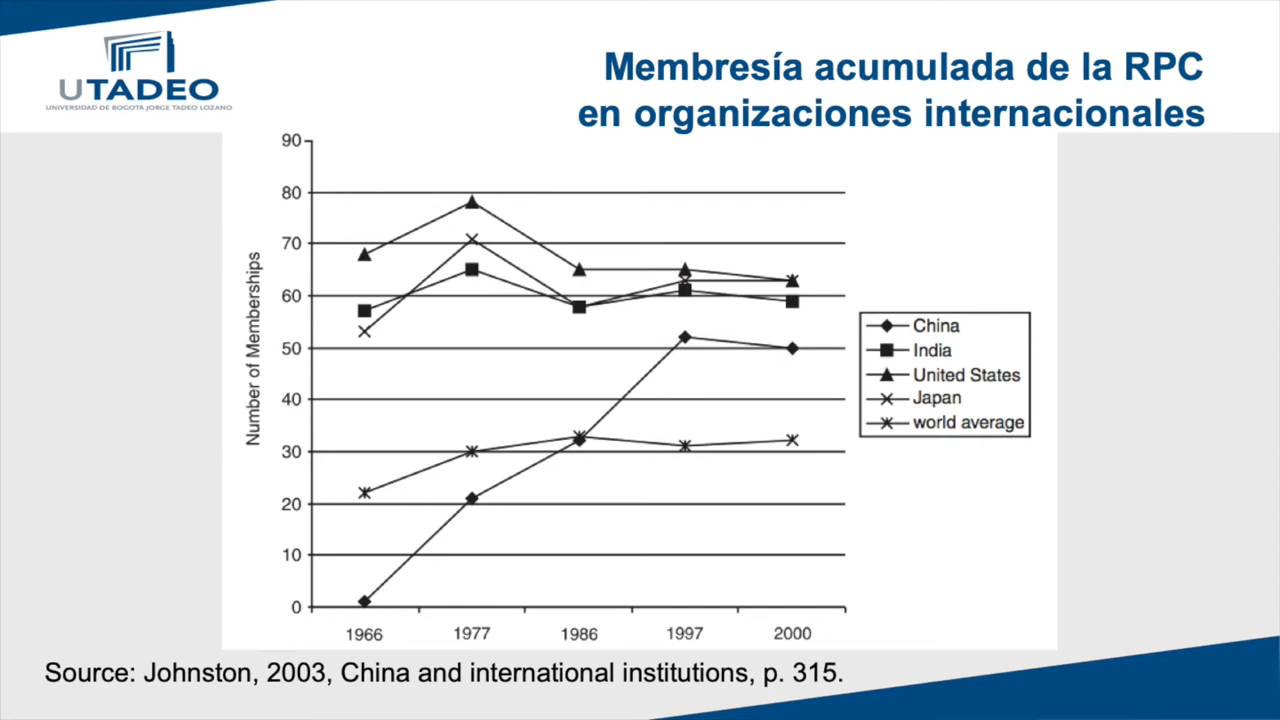 UTADEO
UNIVERSIDAD DE BOGOTÁ JORGE TADEO LOZANO
Membresía acumulada de la RPC
en organizaciones internacionales
90
80
70
60
50
40
30
20
10
0
Number of Memberships
1966 1977 1986 1997 2000
China
India
United States
Japan
world average
Source: Johnston, 2003, China and international institutions, p. 315.